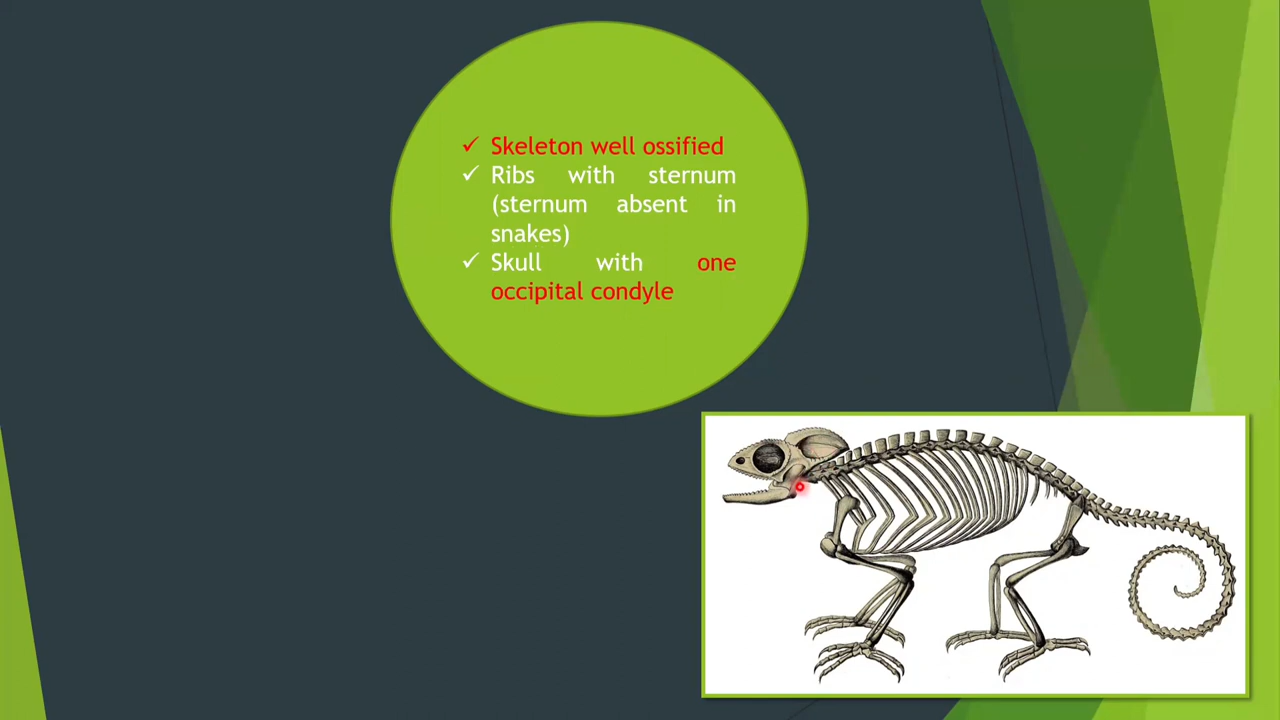 ✓ Skeleton well ossified
✓ Ribs with sternum
(sternum absent in
snakes)
✓ Skull with one
occipital condyle